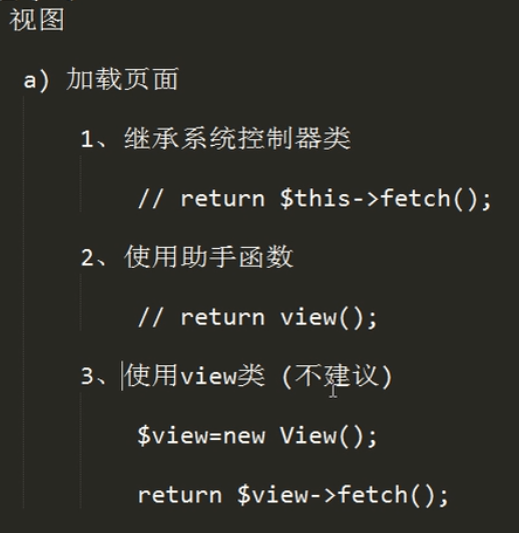 视图
a) 加载页面
1、继承系统控制器类
// return $this->fetch();
2、使用助手函数
// return view();
3、使用view类 (不建议)
$view=new View();
return $view->fetch();